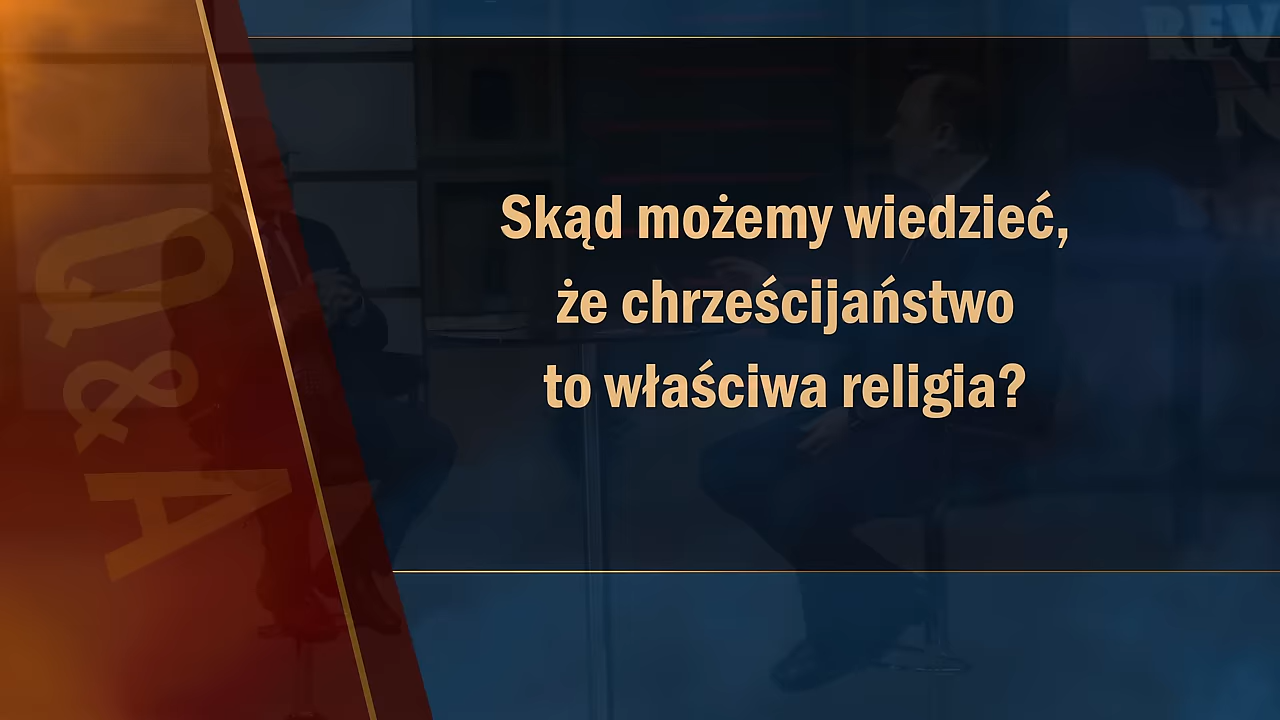 Q&A
Skąd możemy wiedzieć,
że chrześcijaństwo
to właściwa religia?